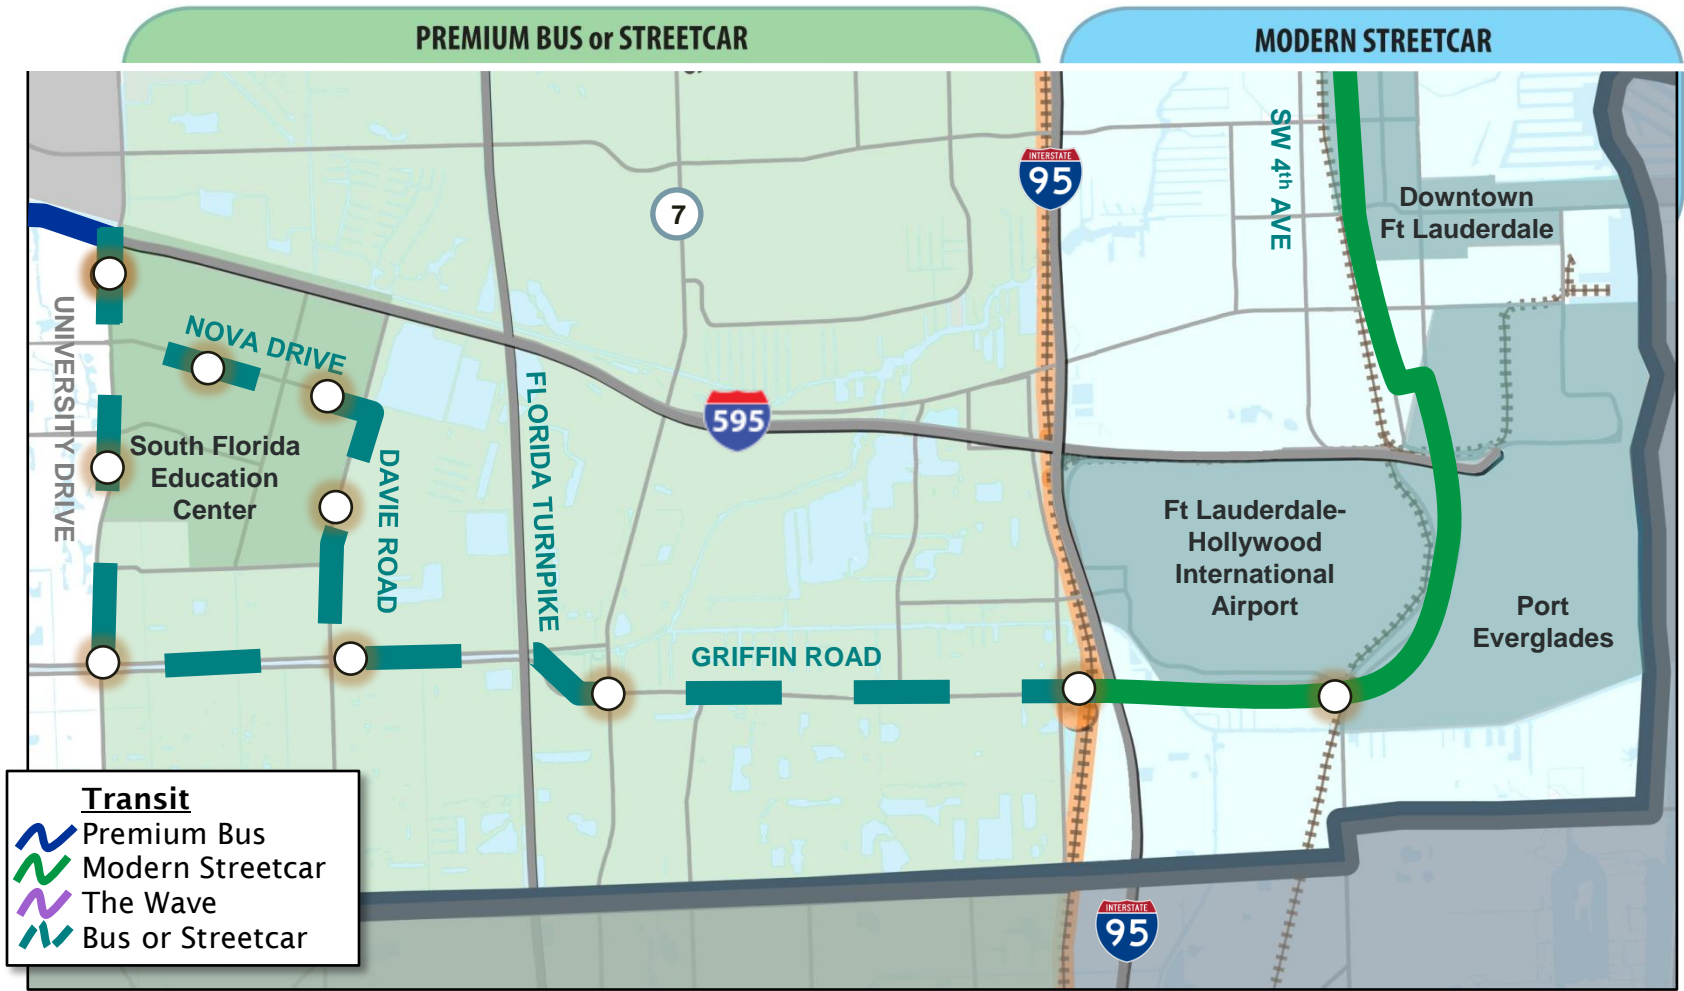 PREMIUM BUS or STREETCAR
MODERN STREETCAR
INTERSTATE
95
7
SW 4th AVE
Downtown
Ft Lauderdale
UNIVERSITY DRIVE
NOVA DRIVE
South Florida
Education
Center
DAVIE ROAD
FLORIDA TURNPIKE
595
Ft Lauderdale-
Hollywood
International
Airport
Port
Everglades
GRIFFIN ROAD
Transit
Premium Bus
Modern Streetcar
The Wave
Bus or Streetcar
INTERSTATE
95